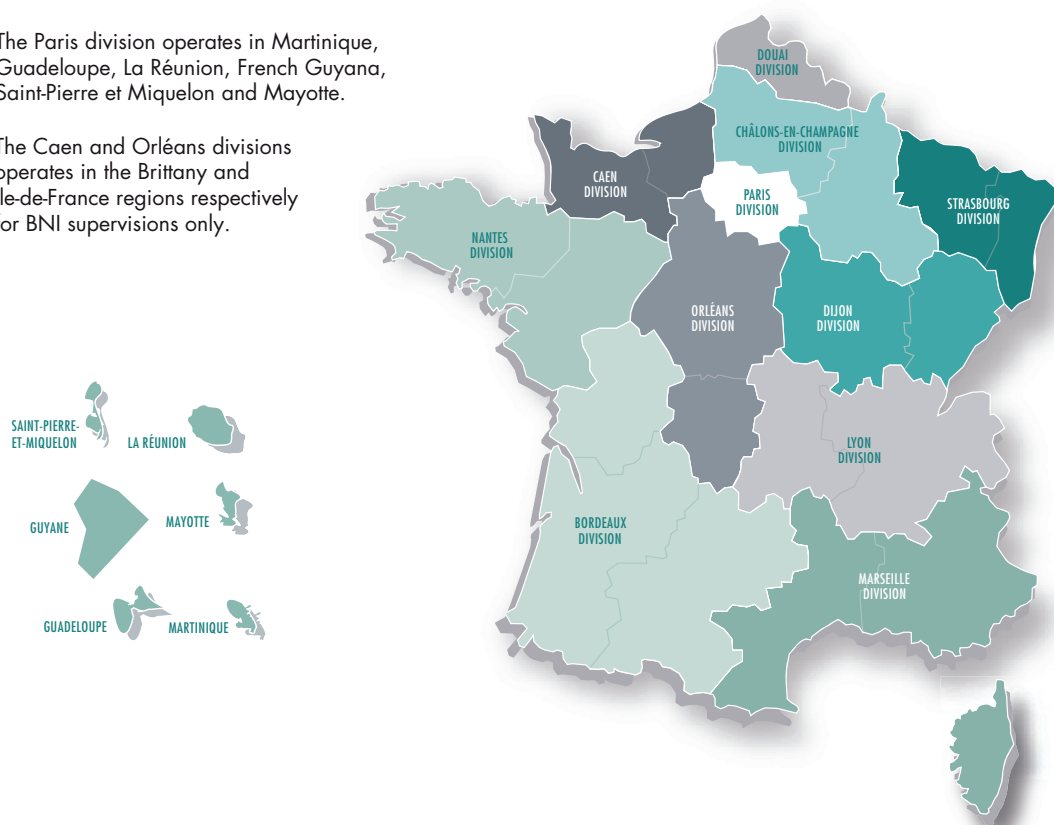 The Paris division operates in Martinique,
Guadeloupe, La Réunion, French Guyana,
Saint-Pierre et Miquelon and Mayotte.
The Caen and Orléans divisions
operates in the Brittany and
Ile-de-France regions respectively
for BNI supervisions only.
DOUAI
DIVISION
CHÂLONS-EN-CHAMPAGNE
DIVISION
CAEN
DIVISION
PARIS
DIVISION
STRASBOURG
DIVISION
NANTES
DIVISION
ORLÉANS
DIVISION
DIJON
DIVISION
SAINT-PIERRE-
ET-MIQUELON
LA RÉUNION
LYON
DIVISION
GUYANE
MAYOTTE
BORDEAUX
DIVISION
MARSEILLE
DIVISION
GUADELOUPE
MARTINIQUE